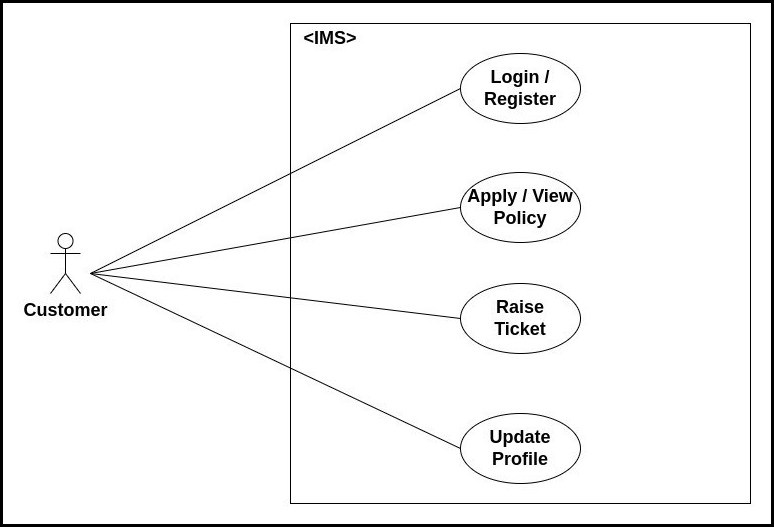 <IMS>
Login /
Register
Apply / View
Policy
Customer
Raise
Ticket
Update
Profile